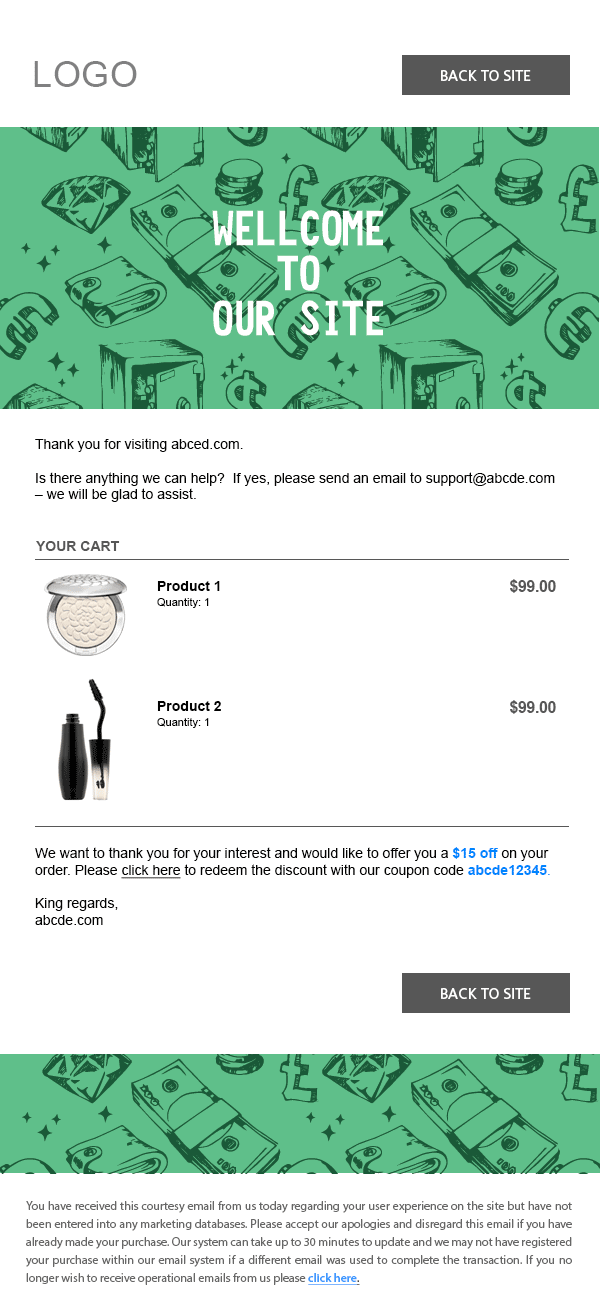 LOGO
BACK TO SITE
WELLCOME
TO
OUR SITE
Thank you for visiting abced.com.
Is there anything we can help?  If yes, please send an email to support@abcde.com
– we will be glad to assist.
YOUR CART
Product 1
$99.00
Quantity: 1
Product 2
$99.00
Quantity: 1
We want to thank you for your interest and would like to offer you a $15 off on your
order. Please click here to redeem the discount with our coupon code abcde12345.
King regards,
abcde.com
BACK TO SITE
You have received this courtesy email from us today regarding your user experience on the site but have not
been entered into any marketing databases. Please accept our apologies and disregard this email if you have
already made your purchase. Our system can take up to 30 minutes to update and we may not have registered
your purchase within our email system if a different email was used to complete the transaction. If you no
longer wish to receive operational emails from us please click here.